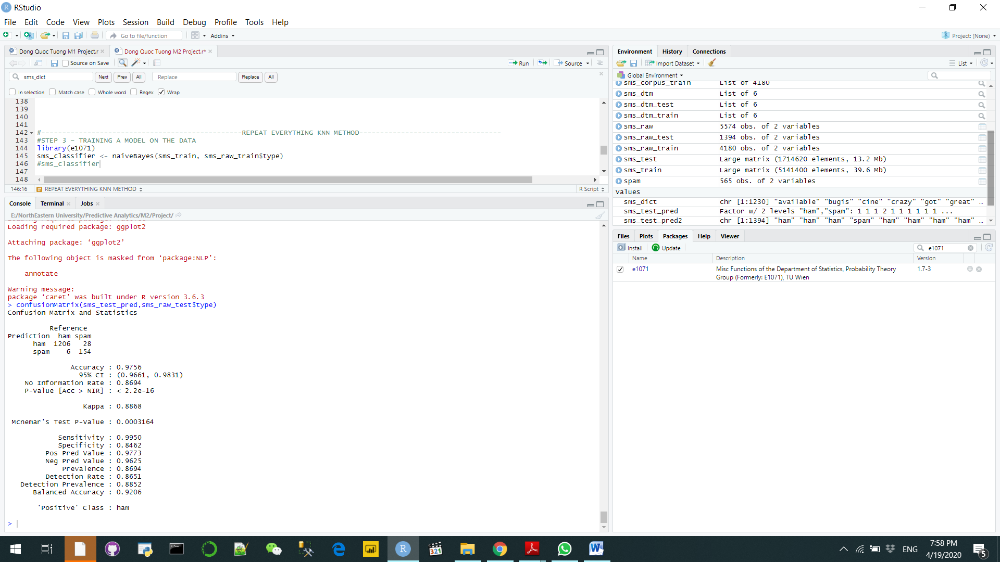 RStudio
File Edit Code View Plots Session Build Debug Profile Tools Help
Go to file/function Addins Project: (None)
Dong Quoc Tuong M1 Project.r Dong Quoc Tuong M2 Project.r*
Source on Save Run Source
sms_dict Next Prev All Replace Replace All
In selection Match case Whole word Regex Wrap
138
139
140
141
142 #------------------------------------------------REPEAT EVERYTHING KNN METHOD----------------------------------
143 #STEP 3 – TRAINING A MODEL ON THE DATA
144 library(e1071)
145 sms_classifier <- naiveBayes(sms_train, sms_raw_train$type)
146 #sms_classifier
147
148
146:16 # REPEAT EVERYTHING KNN METHOD R Script
Console Terminal Jobs
E:/NorthEastern University/Predictive Analytics/M2/Project/
Loading required package: ggplot2
Attaching package: ‘ggplot2’
The following object is masked from ‘package:NLP’:
annotate
Warning message:
package ‘caret’ was built under R version 3.6.3
> confusionMatrix(sms_test_pred,sms_raw_test$type)
Confusion Matrix and Statistics
Reference
Prediction ham spam
ham 1206 28
spam 6 154
Accuracy : 0.9756
95% CI : (0.9661, 0.9831)
No Information Rate : 0.8694
P-Value [Acc > NIR] : < 2.2e-16
Kappa : 0.8868
Mcnemar's Test P-Value : 0.0003164
Sensitivity : 0.9950
Specificity : 0.8462
Pos Pred Value : 0.9773
Neg Pred Value : 0.9625
Prevalence : 0.8694
Detection Rate : 0.8651
Detection Prevalence : 0.8852
Balanced Accuracy : 0.9206
'Positive' Class : ham
>
Environment History Connections
Import Dataset List
Global Environment
sms_corpus_train List of 4180
sms_dtm List of 6
sms_dtm_test List of 6
sms_dtm_train List of 6
sms_raw 5574 obs. of 2 variables
sms_raw_test 1394 obs. of 2 variables
sms_raw_train 4180 obs. of 2 variables
sms_test Large matrix (1714620 elements, 13.2 Mb)
sms_train Large matrix (5141400 elements, 39.6 Mb)
spam 565 obs. of 2 variables
Values
sms_dict chr [1:1230] "available" "bugis" "cine" "crazy" "got" "great" …
sms_test_pred Factor w/ 2 levels "ham","spam": 1 1 1 2 1 1 1 1 1 1 ...
sms_test_pred2 chr [1:1394] "ham" "ham" "ham" "spam" "ham" "ham" "ham" "ham" …
Files Plots Packages Help Viewer
Install Update e1071
Name Description Version
e1071 Misc Functions of the Department of Statistics, Probability Theory 1.7-3
Group (Formerly: E1071), TU Wien
321
ENG
7:58 PM
4/19/2020
5